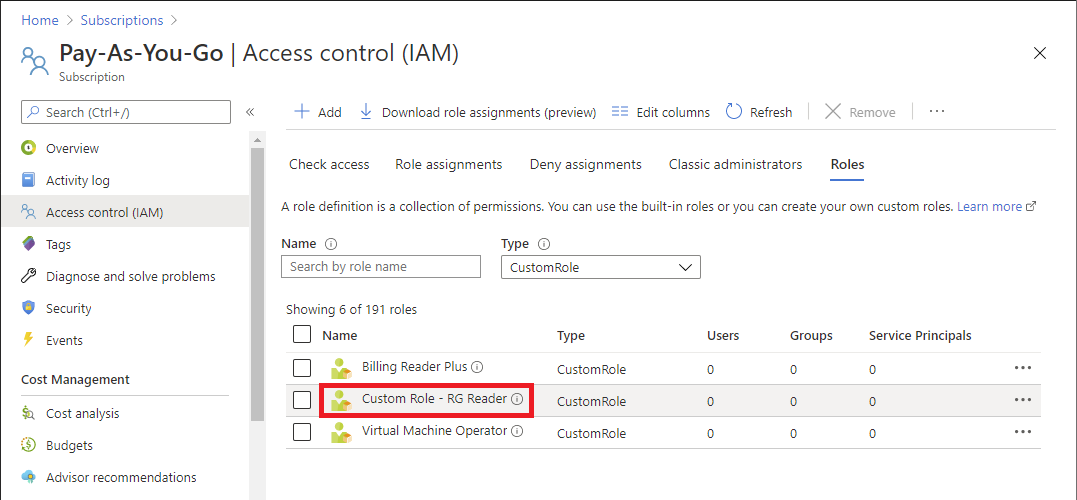 Home > Subscriptions >
Pay-As-You-Go | Access control (IAM)
Subscription
Search (Ctrl+/)
«
Overview
Activity log
Access control (IAM)
Tags
Diagnose and solve problems
Security
Events
Cost Management
Cost analysis
Budgets
Advisor recommendations
Add Download role assignments (preview) Edit columns Refresh Remove ...
Check access Role assignments Deny assignments Classic administrators Roles
A role definition is a collection of permissions. You can use the built-in roles or you can create your own custom roles. Learn more
Name Type
Search by role name CustomRole
Showing 6 of 191 roles
Name Type Users Groups Service Principals
Billing Reader Plus CustomRole 0 0 0 ...
Custom Role - RG Reader CustomRole 0 0 0 ...
Virtual Machine Operator CustomRole 0 0 0 ...